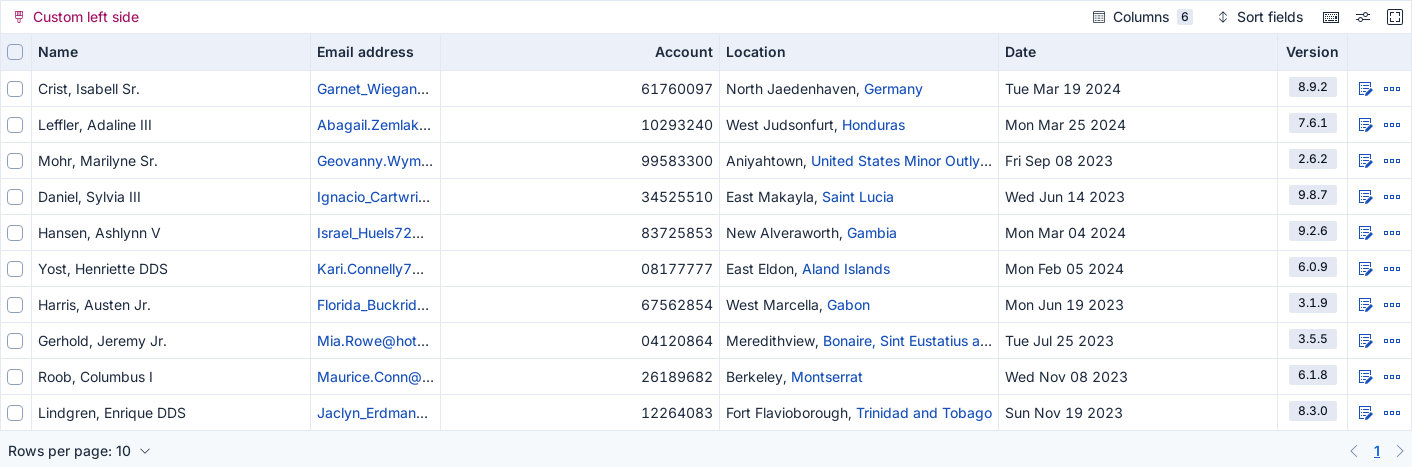 Custom left side Columns 6 Sort fields
Name Email address Account Location Date Version
Crist, Isabell Sr. Garnet_Wiegan... 61760097 North Jaedenhaven, Germany Tue Mar 19 2024 8.9.2
Leffler, Adaline III Abagail.Zemlak... 10293240 West Judsonfurt, Honduras Mon Mar 25 2024 7.6.1
Mohr, Marilyne Sr. Geovanny.Wym... 99583300 Aniyahtown, United States Minor Outly... Fri Sep 08 2023 2.6.2
Daniel, Sylvia III Ignacio_Cartwri... 34525510 East Makayla, Saint Lucia Wed Jun 14 2023 9.8.7
Hansen, Ashlynn V Israel_Huels72... 83725853 New Alveraworth, Gambia Mon Mar 04 2024 9.2.6
Yost, Henriette DDS Kari.Connelly7... 08177777 East Eldon, Aland Islands Mon Feb 05 2024 6.0.9
Harris, Austen Jr. Florida_Buckrid... 67562854 West Marcella, Gabon Mon Jun 19 2023 3.1.9
Gerhold, Jeremy Jr. Mia.Rowe@hot... 04120864 Meredithview, Bonaire, Sint Eustatius a... Tue Jul 25 2023 3.5.5
Roob, Columbus I Maurice.Conn@... 26189682 Berkeley, Montserrat Wed Nov 08 2023 6.1.8
Lindgren, Enrique DDS Jaclyn_Erdman... 12264083 Fort Flavioborough, Trinidad and Tobago Sun Nov 19 2023 8.3.0
Rows per page: 10 1